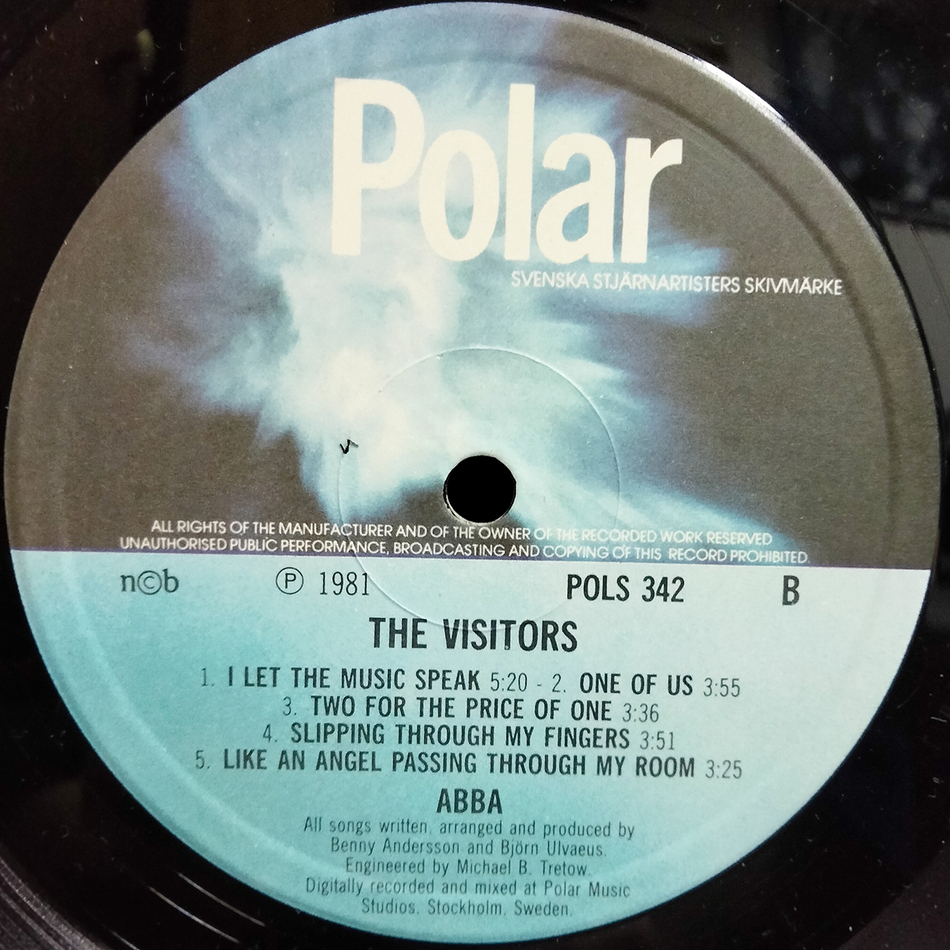 Polar
SVENSKA STJÄRNARTISTERS SKIVMÄRKE
ALL RIGHTS OF THE MANUFACTURER AND OF THE OWNER OF THE RECORDED WORK RESERVED
UNAUTHORISED PUBLIC PERFORMANCE, BROADCASTING AND COPYING OF THIS RECORD PROHIBITED.
n©b ℗ 1981 POLS 342 B
THE VISITORS
1. I LET THE MUSIC SPEAK 5:20 - 2. ONE OF US 3:55
3. TWO FOR THE PRICE OF ONE 3:36
4. SLIPPING THROUGH MY FINGERS 3:51
5. LIKE AN ANGEL PASSING THROUGH MY ROOM 3:25
ABBA
All songs written, arranged and produced by
Benny Andersson and Björn Ulvaeus.
Engineered by Michael B. Tretow.
Digitally recorded and mixed at Polar Music
Studios, Stockholm, Sweden.